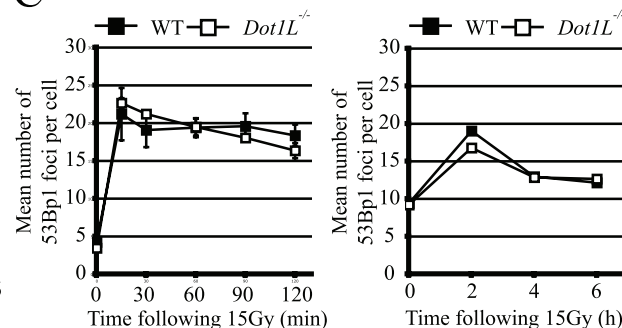 C
WT Dot1L-/-
30
25
20
15
10
5
0
0 30 60 90 120
Mean number of
53Bp1 foci per cell
Time following 15Gy (min)
WT Dot1L-/-
30
25
20
15
10
5
0
0 2 4 6
Mean number of
53Bp1 foci per cell
Time following 15Gy (h)